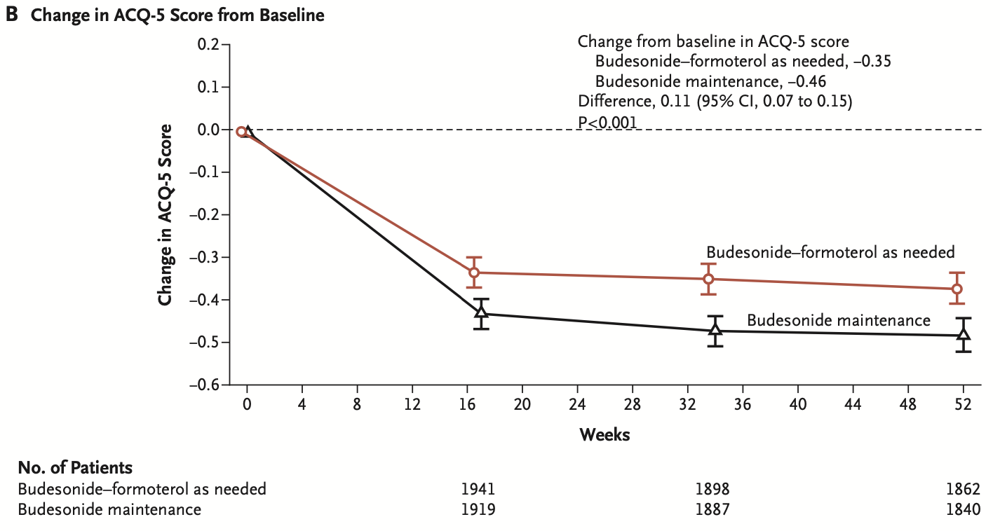 B Change in ACQ-5 Score from Baseline
Change from baseline in ACQ-5 score
Budesonide–formoterol as needed, –0.35
Budesonide maintenance, –0.46
Difference, 0.11 (95% CI, 0.07 to 0.15)
P<0.001
Change in ACQ-5 Score
0.2
0.1
0.0
–0.1
–0.2
–0.3
–0.4
–0.5
–0.6
Budesonide–formoterol as needed
Budesonide maintenance
0 4 8 12 16 20 24 28 32 36 40 44 48 52
Weeks
No. of Patients
Budesonide–formoterol as needed 1941 1898 1862
Budesonide maintenance 1919 1887 1840